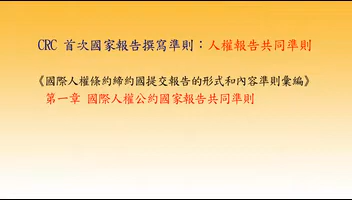 CRC 首次國家報告撰寫準則：人權報告共同準則
《國際人權條約締約國提交報告的形式和內容準則彙編》
第一章 國際人權公約國家報告共同準則